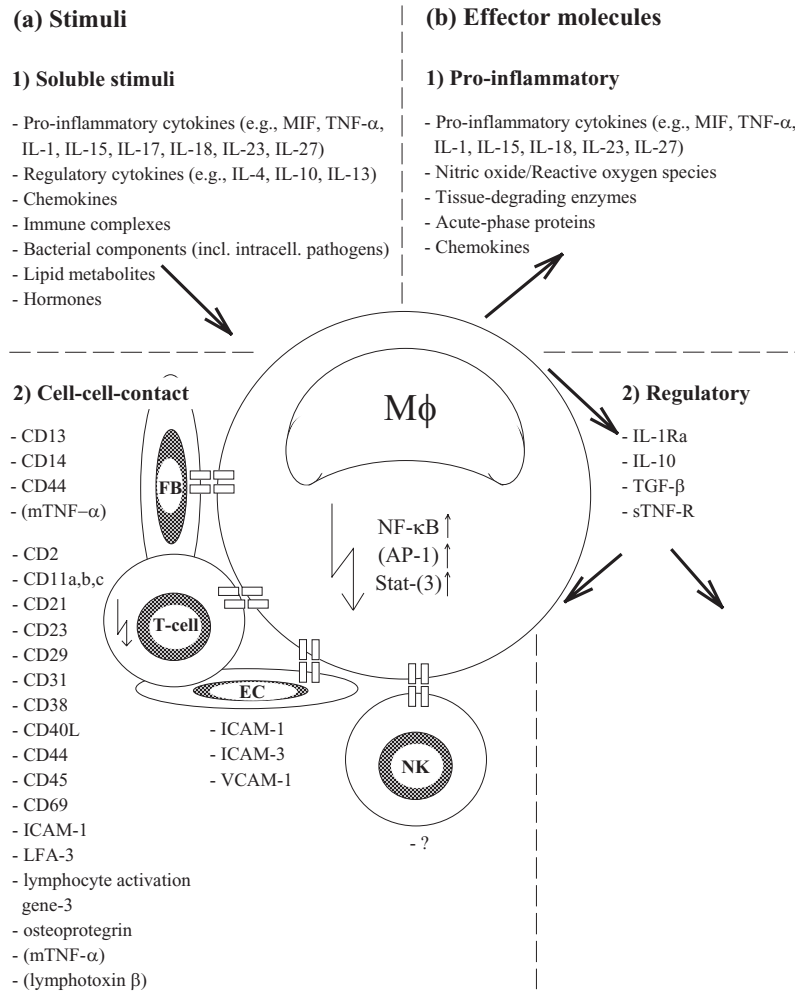 (a) Stimuli
1) Soluble stimuli
- Pro-inflammatory cytokines (e.g., MIF, TNF-α,
IL-1, IL-15, IL-17, IL-18, IL-23, IL-27)
- Regulatory cytokines (e.g., IL-4, IL-10, IL-13)
- Chemokines
- Immune complexes
- Bacterial components (incl. intracell. pathogens)
- Lipid metabolites
- Hormones
(b) Effector molecules
1) Pro-inflammatory
- Pro-inflammatory cytokines (e.g., MIF, TNF-α,
IL-1, IL-15, IL-18, IL-23, IL-27)
- Nitric oxide/Reactive oxygen species
- Tissue-degrading enzymes
- Acute-phase proteins
- Chemokines
2) Cell-cell-contact
- CD13
- CD14
- CD44
- (mTNF−α)
- CD2
- CD11a,b,c
- CD21
- CD23
- CD29
- CD31
- CD38
- CD40L
- CD44
- CD45
- CD69
- ICAM-1
- LFA-3
- lymphocyte activation
gene-3
- osteoprotegrin
- (mTNF-α)
- (lymphotoxin β)
FB
T-cell
EC
- ICAM-1
- ICAM-3
- VCAM-1
NK
- ?
Mϕ
NF-κB↑
(AP-1)↑
Stat-(3)↑
2) Regulatory
- IL-1Ra
- IL-10
- TGF-β
- sTNF-R